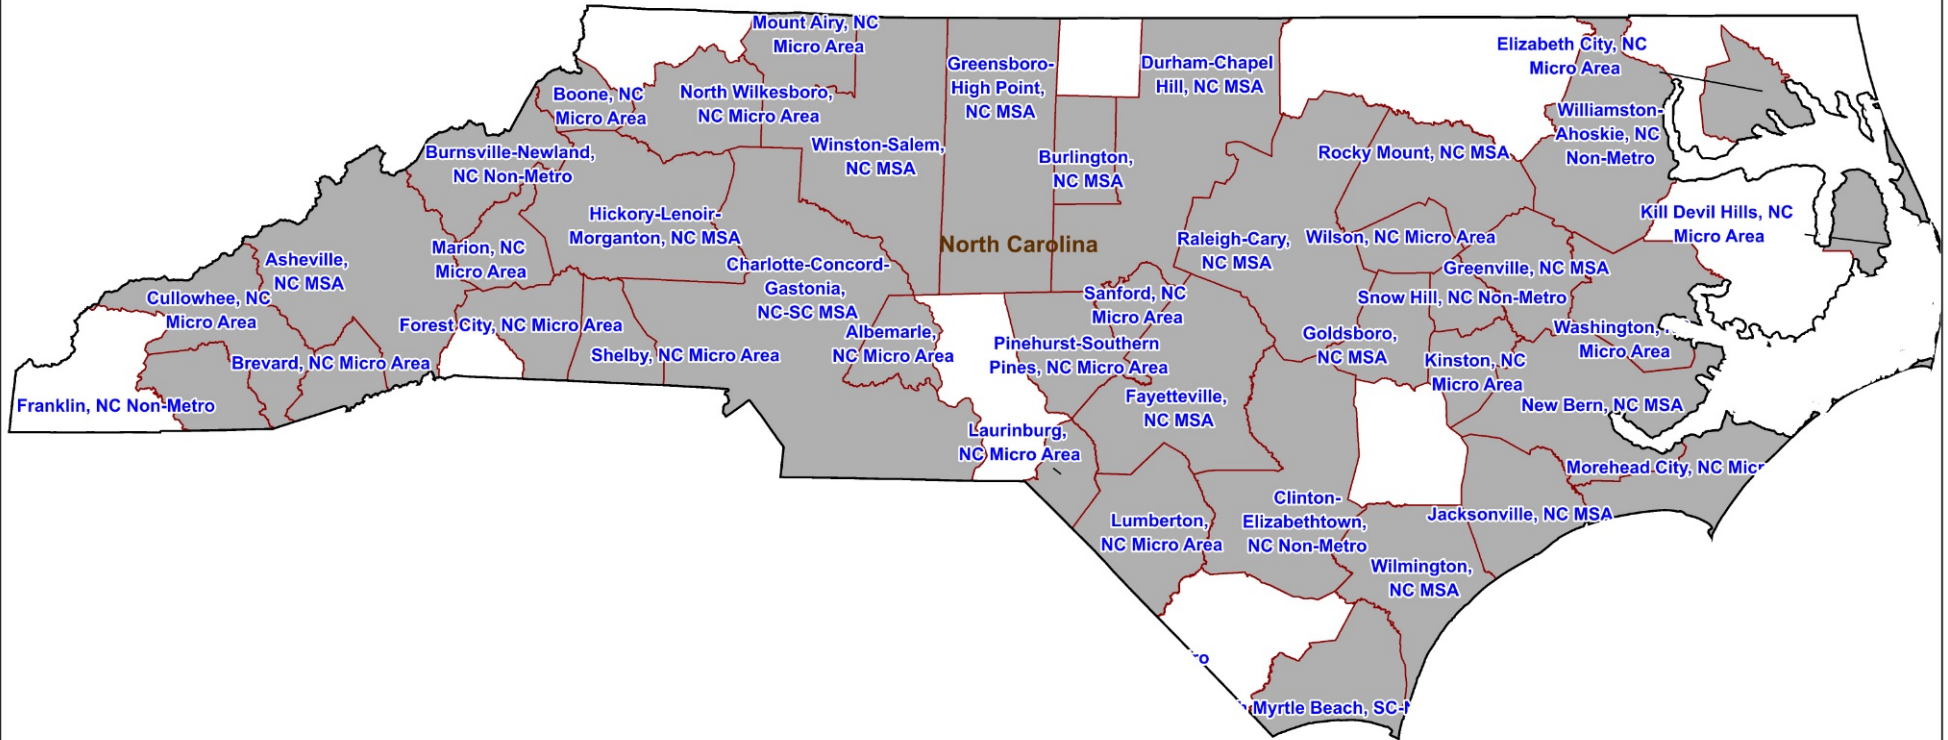 Mount Airy, NC
Micro Area
Elizabeth City, NC
Micro Area
Greensboro-
High Point,
NC MSA
Durham-Chapel
Hill, NC MSA
Boone, NC
Micro Area
North Wilkesboro,
NC Micro Area
Williamston-
Ahoskie, NC
Non-Metro
Burnsville-Newland,
NC Non-Metro
Winston-Salem,
NC MSA
Burlington,
NC MSA
Rocky Mount, NC MSA
Hickory-Lenoir-
Morganton, NC MSA
Kill Devil Hills, NC
Micro Area
North Carolina
Raleigh-Cary,
NC MSA
Wilson, NC Micro Area
Marion, NC
Micro Area
Asheville,
NC MSA
Charlotte-Concord-
Gastonia,
NC-SC MSA
Greenville, NC MSA
Cullowhee, NC
Micro Area
Sanford, NC
Micro Area
Snow Hill, NC Non-Metro
Forest City, NC Micro Area
Albemarle,
NC Micro Area
Goldsboro,
NC MSA
Washington,
Micro Area
Pinehurst-Southern
Pines, NC Micro Area
Shelby, NC Micro Area
Brevard, NC Micro Area
Kinston, NC
Micro Area
Franklin, NC Non-Metro
Fayetteville,
NC MSA
New Bern, NC MSA
Laurinburg,
NC Micro Area
Morehead City, NC Micr
Clinton-
Elizabethtown,
NC Non-Metro
Jacksonville, NC MSA
Lumberton,
NC Micro Area
Wilmington,
NC MSA
ro
Myrtle Beach, SC-